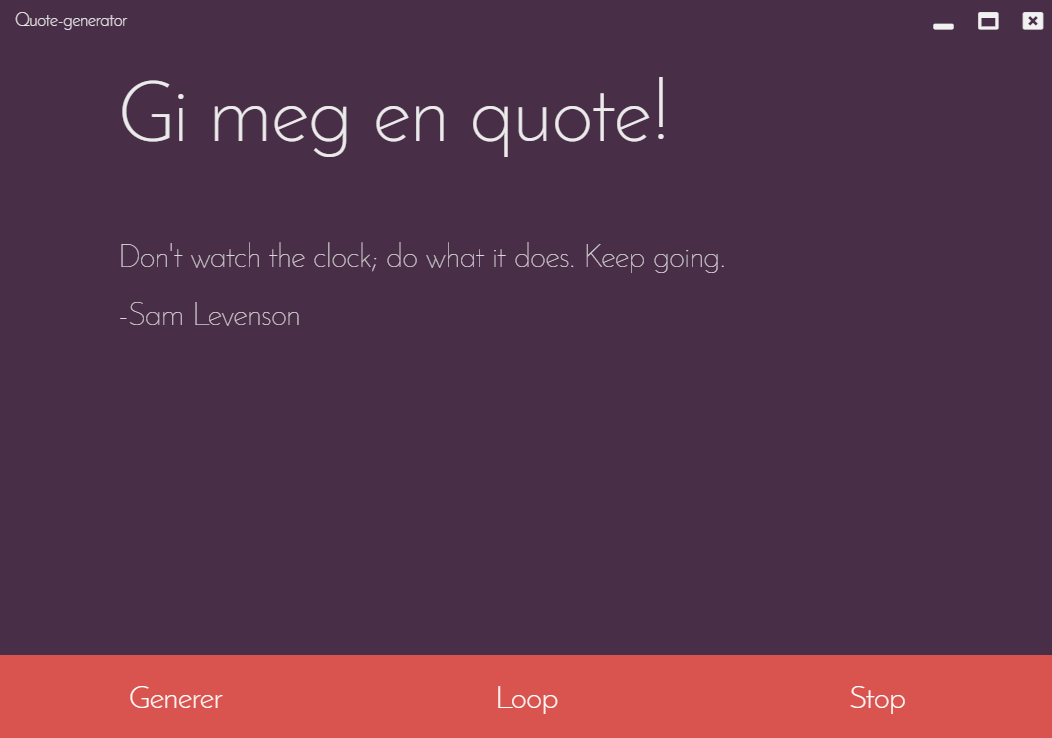 Quote-generator
Gi meg en quote!
Don't watch the clock; do what it does. Keep going.
-Sam Levenson
Generer Loop Stop